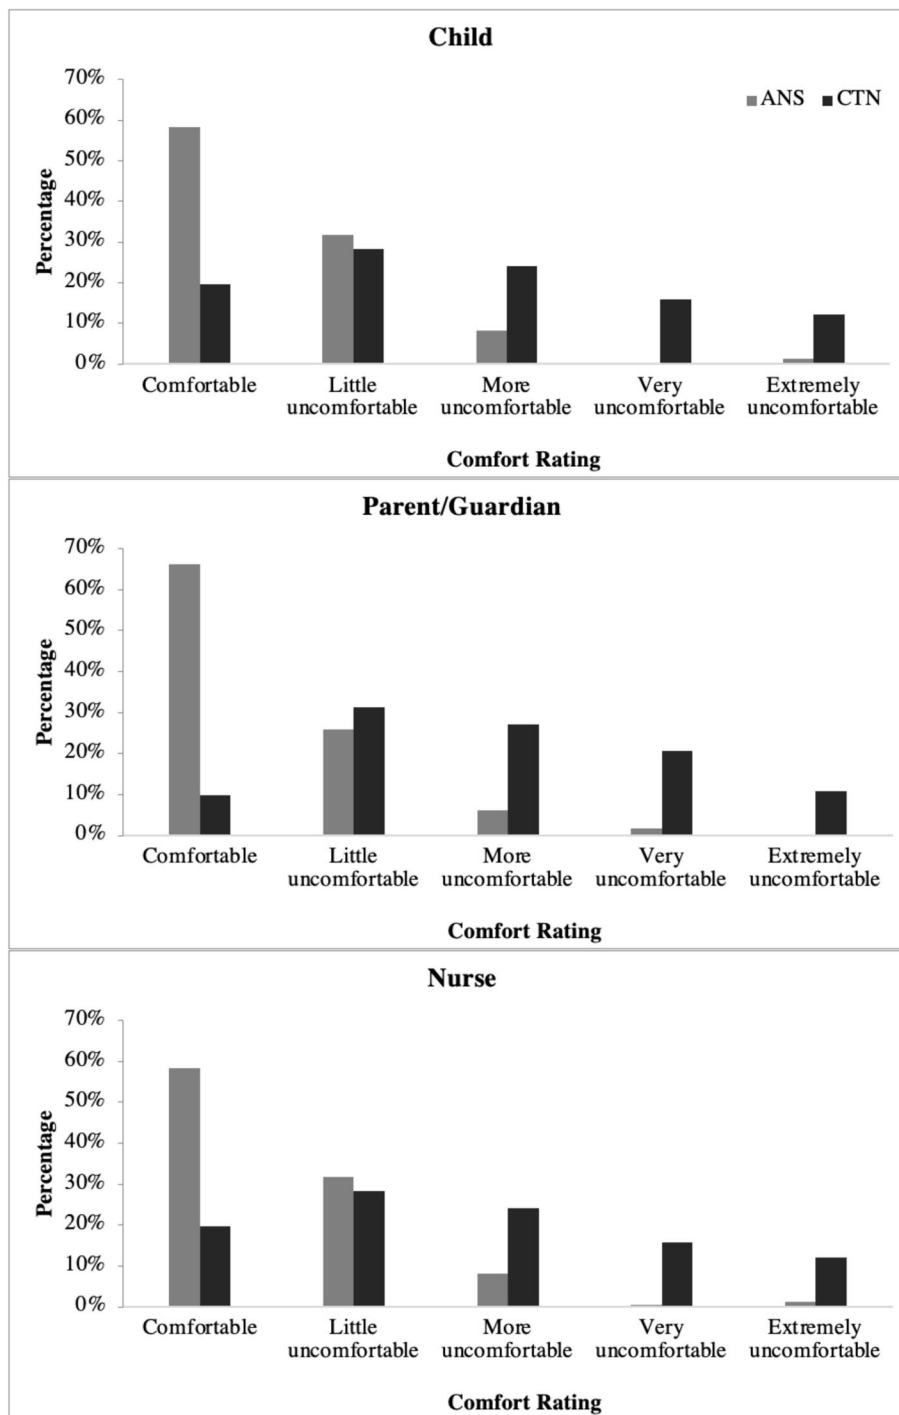 Child
ANS CTN
70%
60%
50%
40%
30%
20%
10%
0%
Percentage
Comfortable
Little
uncomfortable
More
uncomfortable
Very
uncomfortable
Extremely
uncomfortable
Comfort Rating
Parent/Guardian
70%
60%
50%
40%
30%
20%
10%
0%
Percentage
Comfortable
Little
uncomfortable
More
uncomfortable
Very
uncomfortable
Extremely
uncomfortable
Comfort Rating
Nurse
70%
60%
50%
40%
30%
20%
10%
0%
Percentage
Comfortable
Little
uncomfortable
More
uncomfortable
Very
uncomfortable
Extremely
uncomfortable
Comfort Rating